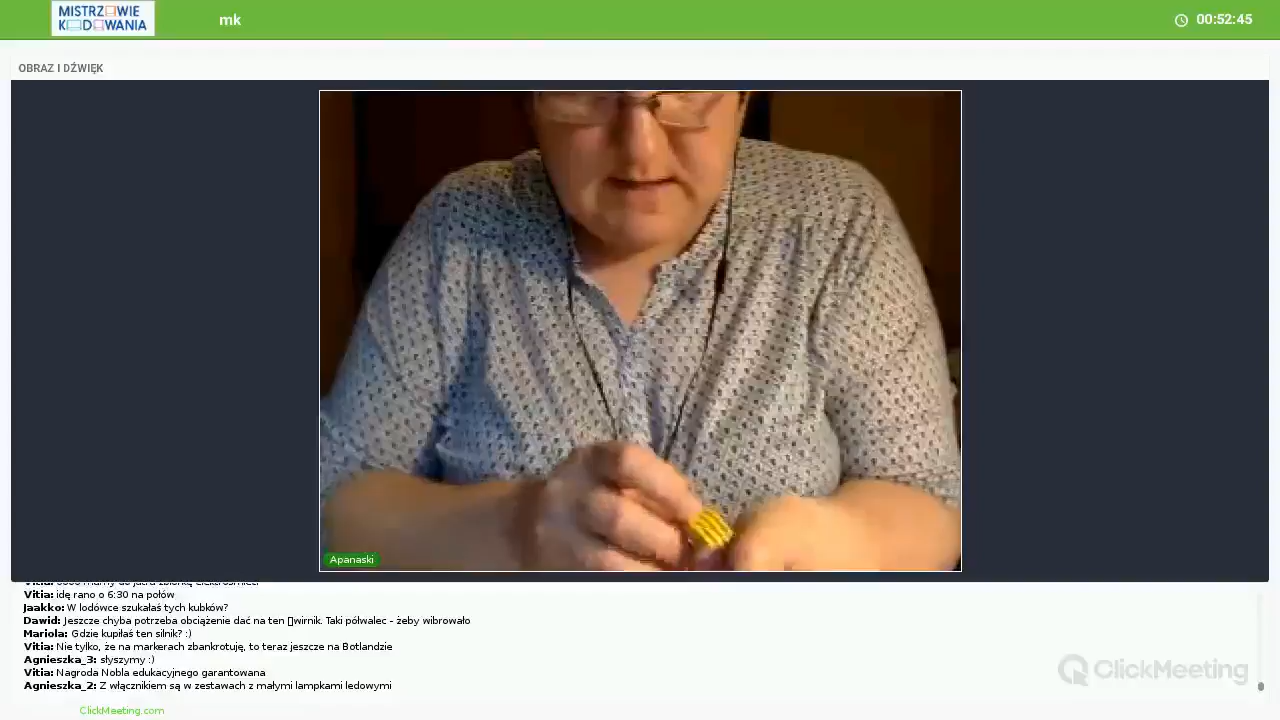 MISTRZOWIE
KODOWANIA
mk
00:52:45
OBRAZ I DŹWIĘK
Apanaski
Vitia: idę rano o 6:30 na połów
Jaakko: W lodówce szukałaś tych kubków?
Dawid: Jeszcze chyba potrzeba obciążenie dać na ten []wirnik. Taki półwalec - żeby wibrowało
Mariola: Gdzie kupiłaś ten silnik? :)
Vitia: Nie tylko, że na markerach zbankrotuję, to teraz jeszcze na Botlandzie
Agnieszka_3: słyszymy :)
Vitia: Nagroda Nobla edukacyjnego garantowana
Agnieszka_2: Z włącznikiem są w zestawach z małymi lampkami ledowymi
ClickMeeting
ClickMeeting.com